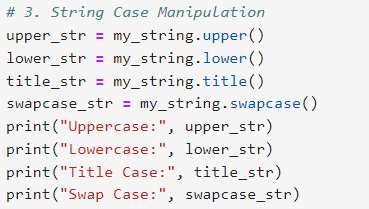 # 3. String Case Manipulation
upper_str = my_string.upper()
lower_str = my_string.lower()
title_str = my_string.title()
swapcase_str = my_string.swapcase()
print("Uppercase:", upper_str)
print("Lowercase:", lower_str)
print("Title Case:", title_str)
print("Swap Case:", swapcase_str)